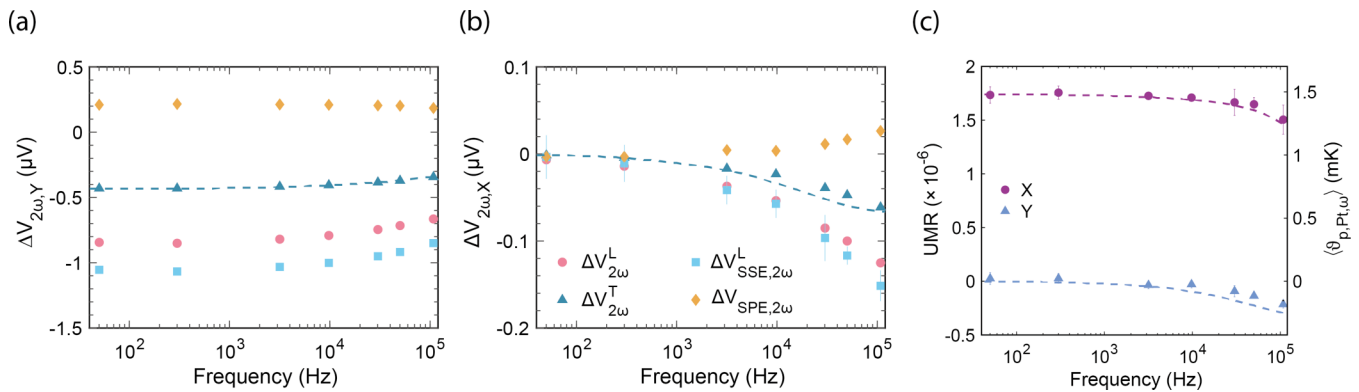 (a)
ΔV2ω,Y (μV)
0.5
0
-0.5
-1
-1.5
10^2
10^3
10^4
10^5
Frequency (Hz)
(b)
ΔV2ω,X (μV)
0.1
0
-0.1
-0.2
ΔV^L_2ω
ΔV^T_2ω
ΔV^L_SSE,2ω
ΔV_SPE,2ω
10^2
10^3
10^4
10^5
Frequency (Hz)
(c)
UMR (× 10^-6)
2
1.5
1
0.5
0
-0.5
X
Y
1.5
1
0.5
0
⟨ϑp,Pt,ω⟩ (mK)
10^2
10^3
10^4
10^5
Frequency (Hz)